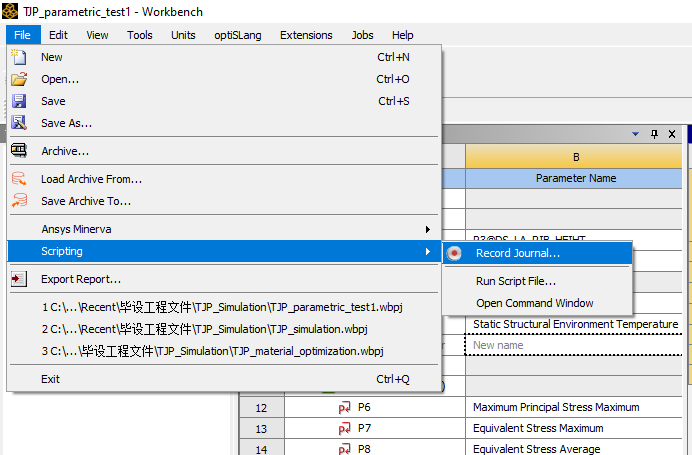 TJP_parametric_test1 - Workbench
File Edit View Tools Units optiSLang Extensions Jobs Help
New Ctrl+N
Open... Ctrl+O
Save Ctrl+S
Save As...
Archive...
B
Load Archive From...
Parameter Name
Save Archive To...
Ansys Minerva
Scripting
Record Journal...
Export Report...
Run Script File...
Open Command Window
1 C:\...\Recent\毕设工程文件\TJP_Simulation\TJP_parametric_test1.wbpj
2 C:\...\毕设工程文件\TJP_Simulation\TJP_simulation.wbpj
Static Structural Environment Temperature
3 C:\...\毕设工程文件\TJP_Simulation\TJP_material_optimization.wbpj
New name
Exit Ctrl+Q
12 P6 Maximum Principal Stress Maximum
13 P7 Equivalent Stress Maximum
14 P8 Equivalent Stress Average